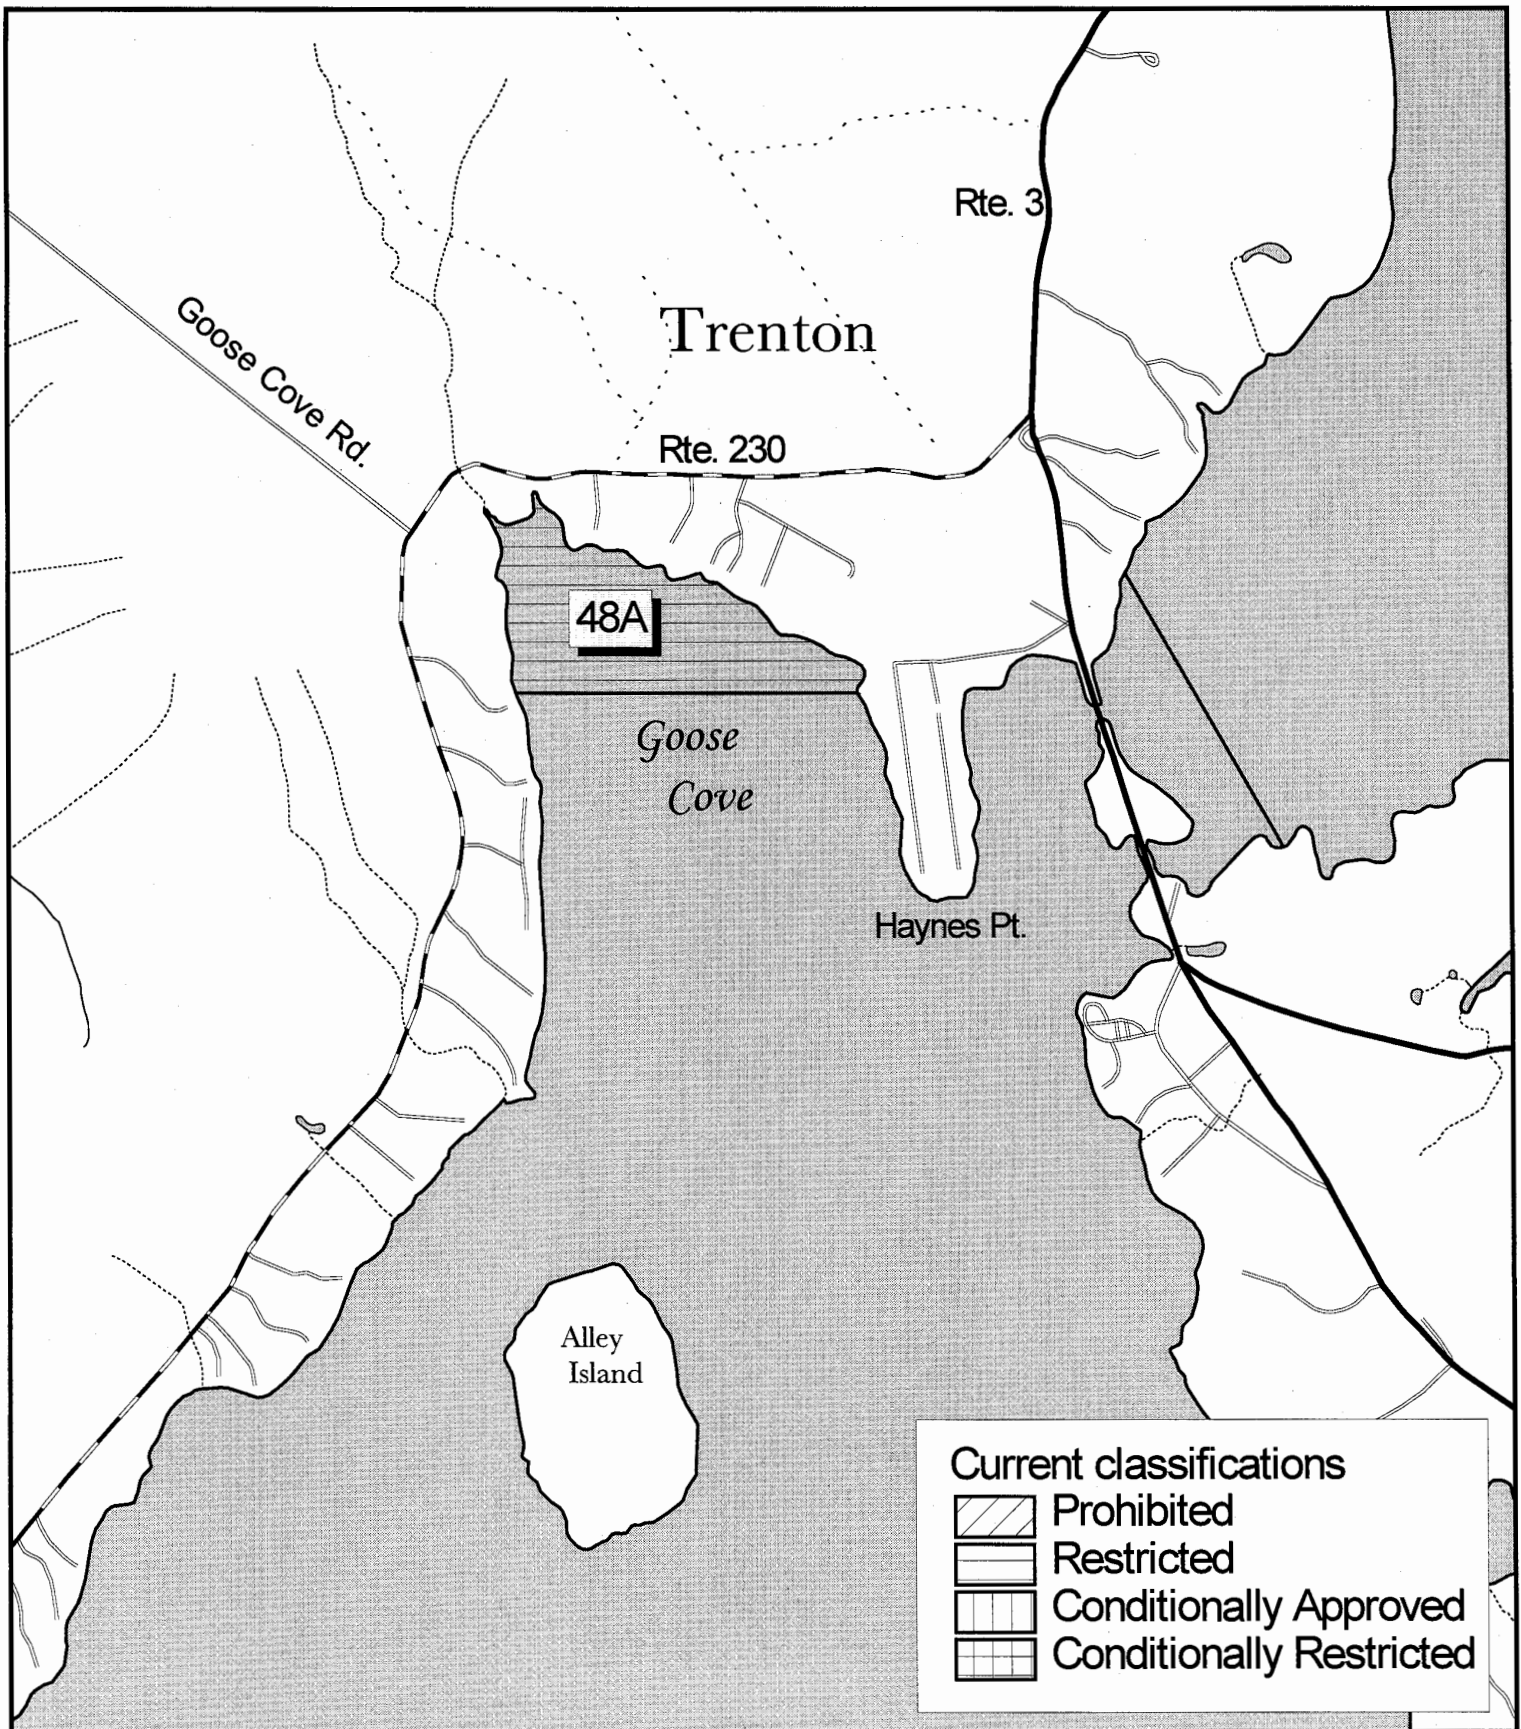 Rte. 3
Goose Cove Rd.
Trenton
Rte. 230
48A
Goose
Cove
Haynes Pt.
Alley
Island
Current classifications
Prohibited
Restricted
Conditionally Approved
Conditionally Restricted